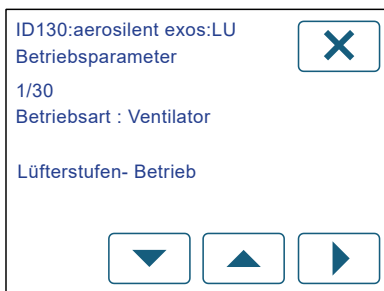 ID130:aerosilent exos:LU
Betriebsparameter
1/30
Betriebsart : Ventilator
Lüfterstufen- Betrieb